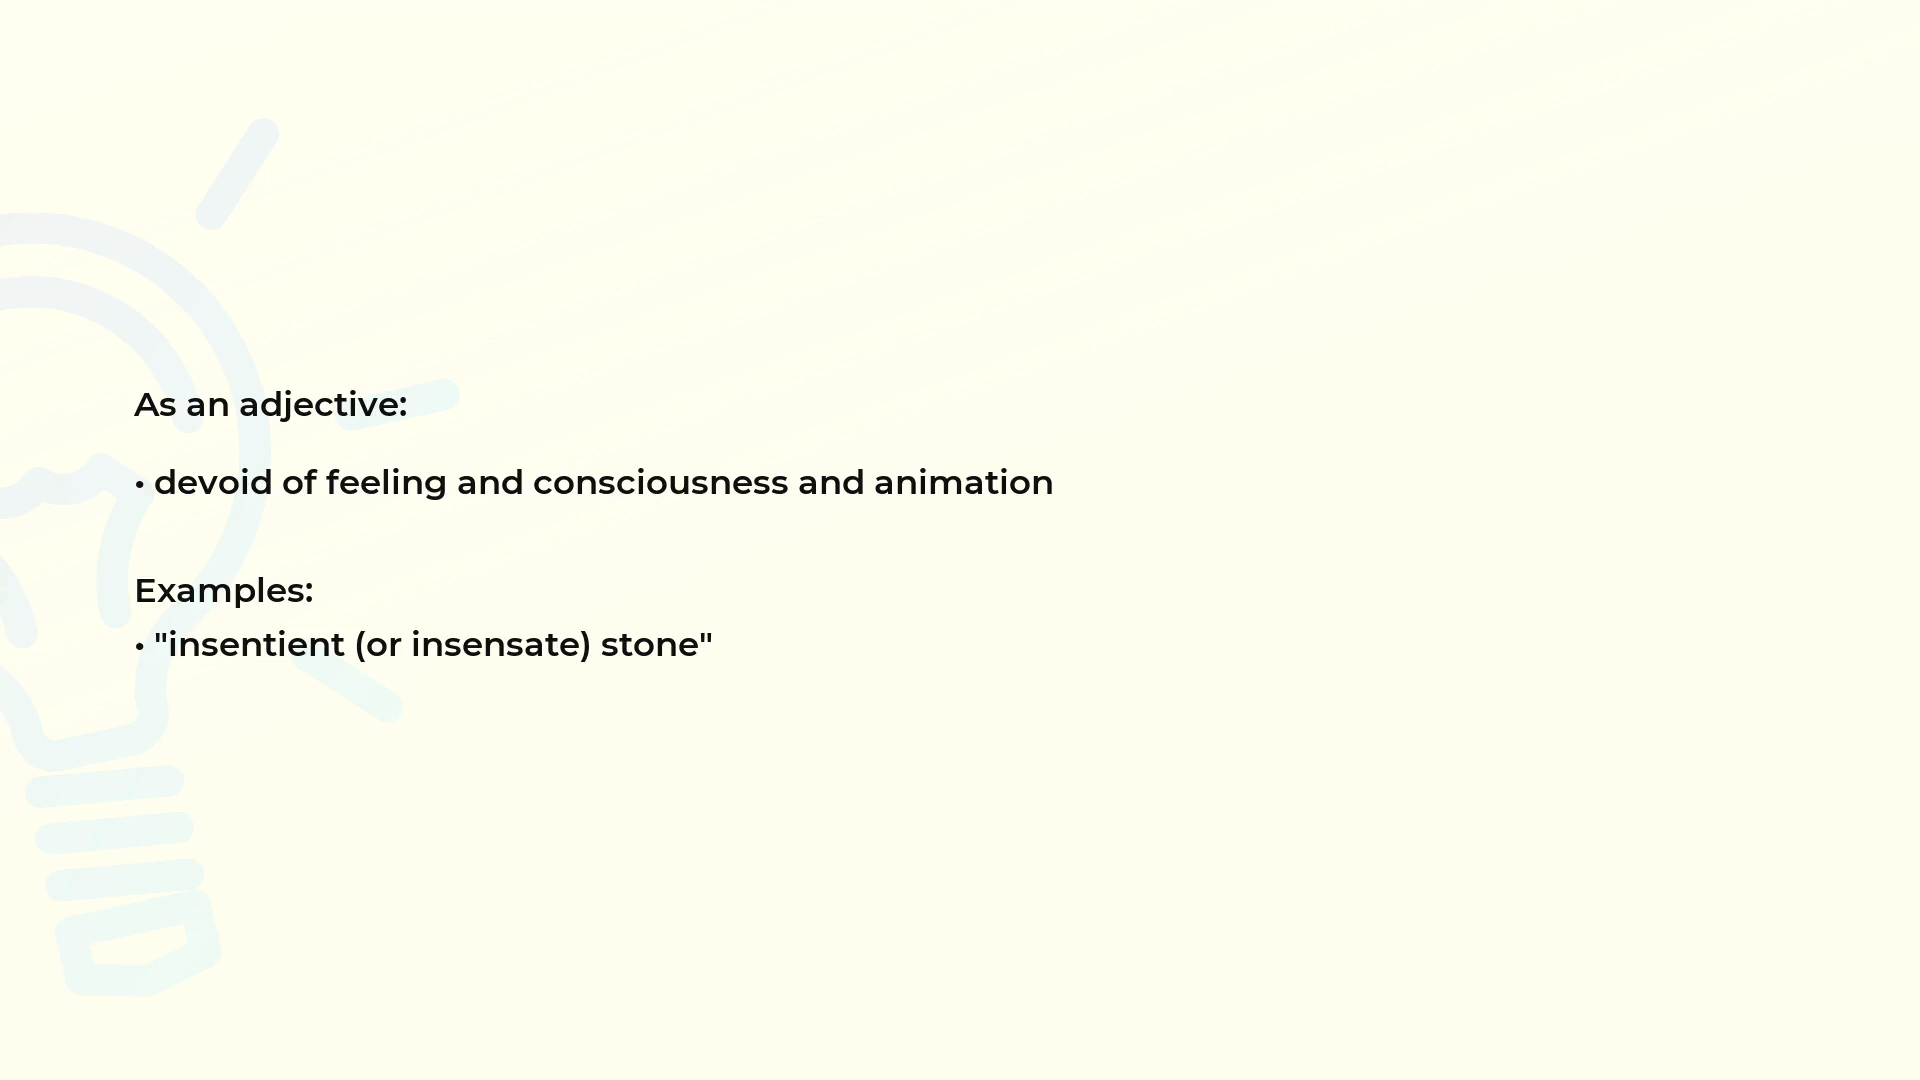 As an adjective:
• devoid of feeling and consciousness and animation
Examples:
• "insentient (or insensate) stone"